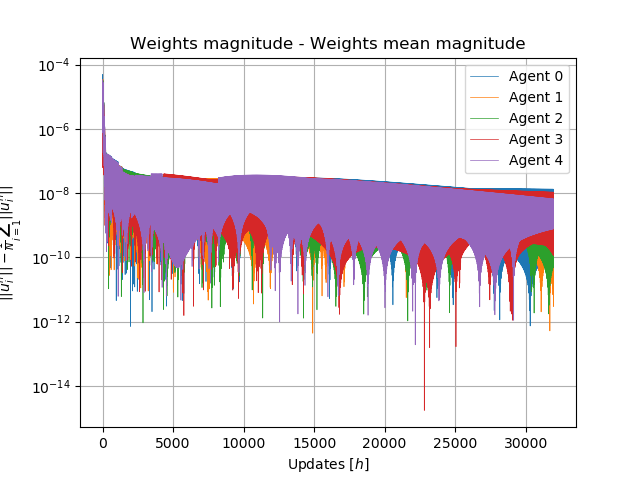 Weights magnitude - Weights mean magnitude
10⁻⁴
10⁻⁶
10⁻⁸
10⁻¹⁰
10⁻¹²
10⁻¹⁴
Agent 0
Agent 1
Agent 2
Agent 3
Agent 4
0 5000 10000 15000 20000 25000 30000
Updates [h]